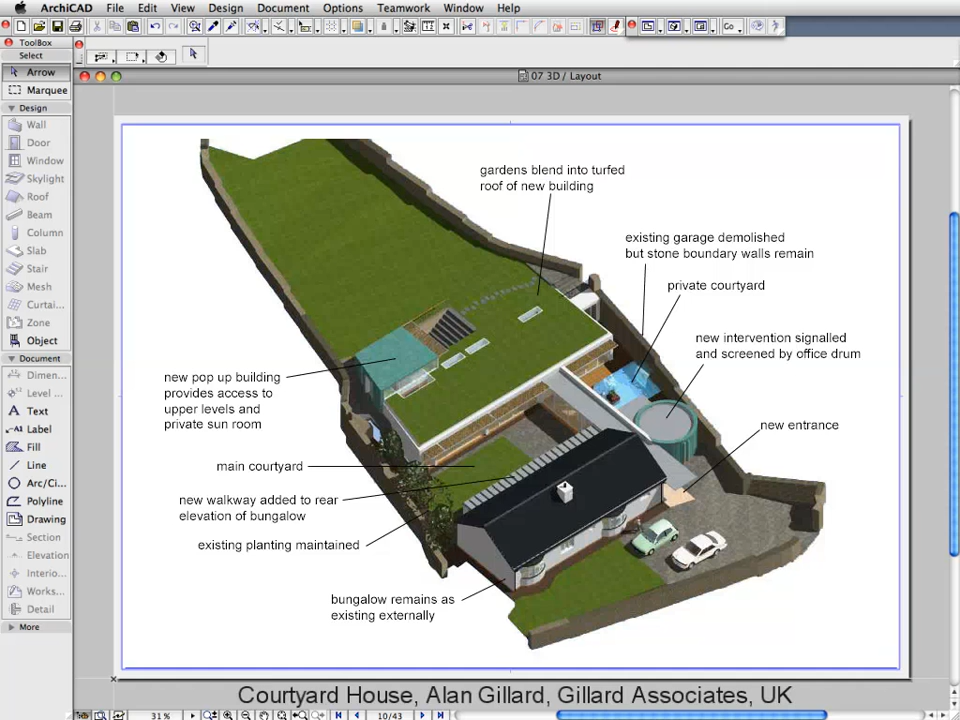 ArchiCAD File Edit View Design Document Options Teamwork Window Help
ToolBox
Select
Arrow
Marquee
Design
Wall
Door
Window
Skylight
Roof
Beam
Column
Slab
Stair
Mesh
Curtai...
Zone
Object
Document
Dimen...
Level ...
Text
Label
Fill
Line
Arc/Ci...
Polyline
Drawing
Section
Elevation
Interio...
Works...
Detail
More
Go...
07 3D / Layout
gardens blend into turfed
roof of new building
existing garage demolished
but stone boundary walls remain
private courtyard
new intervention signalled
and screened by office drum
new entrance
new pop up building
provides access to
upper levels and
private sun room
main courtyard
new walkway added to rear
elevation of bungalow
existing planting maintained
bungalow remains as
existing externally
Courtyard House, Alan Gillard, Gillard Associates, UK
31% 10/43